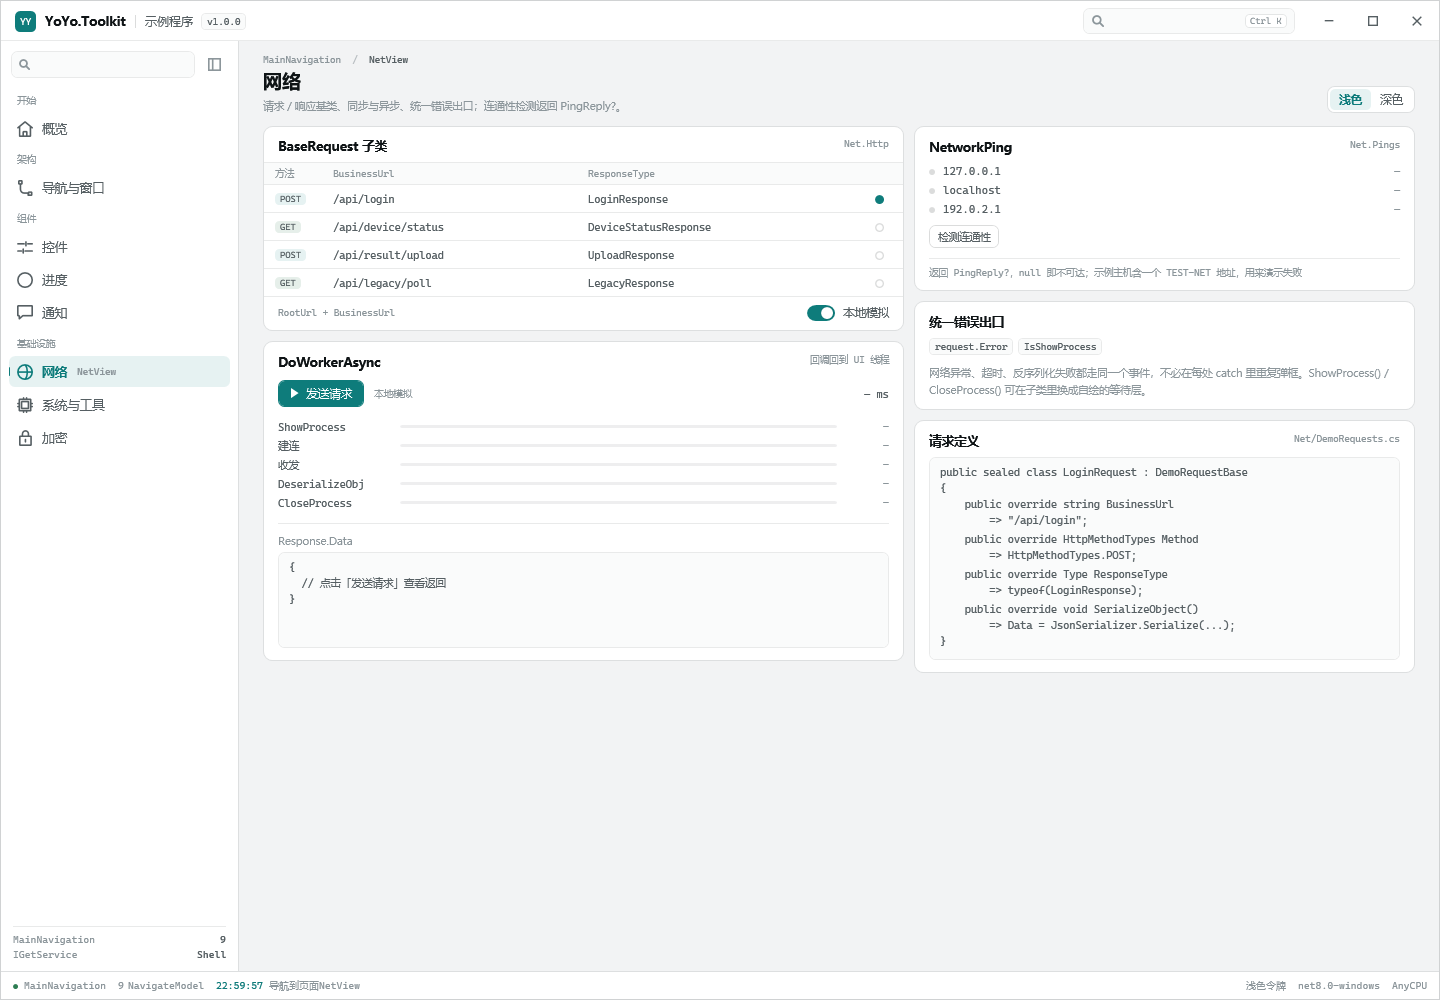 YY YoYo.Toolkit 示例程序 v1.0.0
Ctrl K
开始
概览
架构
导航与窗口
组件
控件
进度
通知
基础设施
网络 NetView
系统与工具
加密
MainNavigation 9
IGetService Shell
MainNavigation / NetView
网络
请求 / 响应基类、同步与异步、统一错误出口；连通性检测返回 PingReply?。
浅色 深色
BaseRequest 子类 Net.Http
方法 BusinessUrl ResponseType
POST /api/login LoginResponse
GET /api/device/status DeviceStatusResponse
POST /api/result/upload UploadResponse
GET /api/legacy/poll LegacyResponse
RootUrl + BusinessUrl 本地模拟
DoWorkerAsync 回调回到 UI 线程
发送请求 本地模拟 — ms
ShowProcess —
建连 —
收发 —
DeserializeObj —
CloseProcess —
Response.Data
{
// 点击「发送请求」查看返回
}
NetworkPing Net.Pings
127.0.0.1 —
localhost —
192.0.2.1 —
检测连通性
返回 PingReply?, null 即不可达；示例主机含一个 TEST-NET 地址，用来演示失败
统一错误出口
request.Error IsShowProcess
网络异常、超时、反序列化失败都走同一个事件，不必在每处 catch 里重复弹框。ShowProcess() /
CloseProcess() 可在子类里换成自绘的等待层。
请求定义 Net/DemoRequests.cs
public sealed class LoginRequest : DemoRequestBase
{
public override string BusinessUrl
=> "/api/login";
public override HttpMethodTypes Method
=> HttpMethodTypes.POST;
public override Type ResponseType
=> typeof(LoginResponse);
public override void SerializeObject()
=> Data = JsonSerializer.Serialize(...);
}
MainNavigation 9 NavigateModel 22:59:57 导航到页面NetView
浅色令牌 net8.0-windows AnyCPU